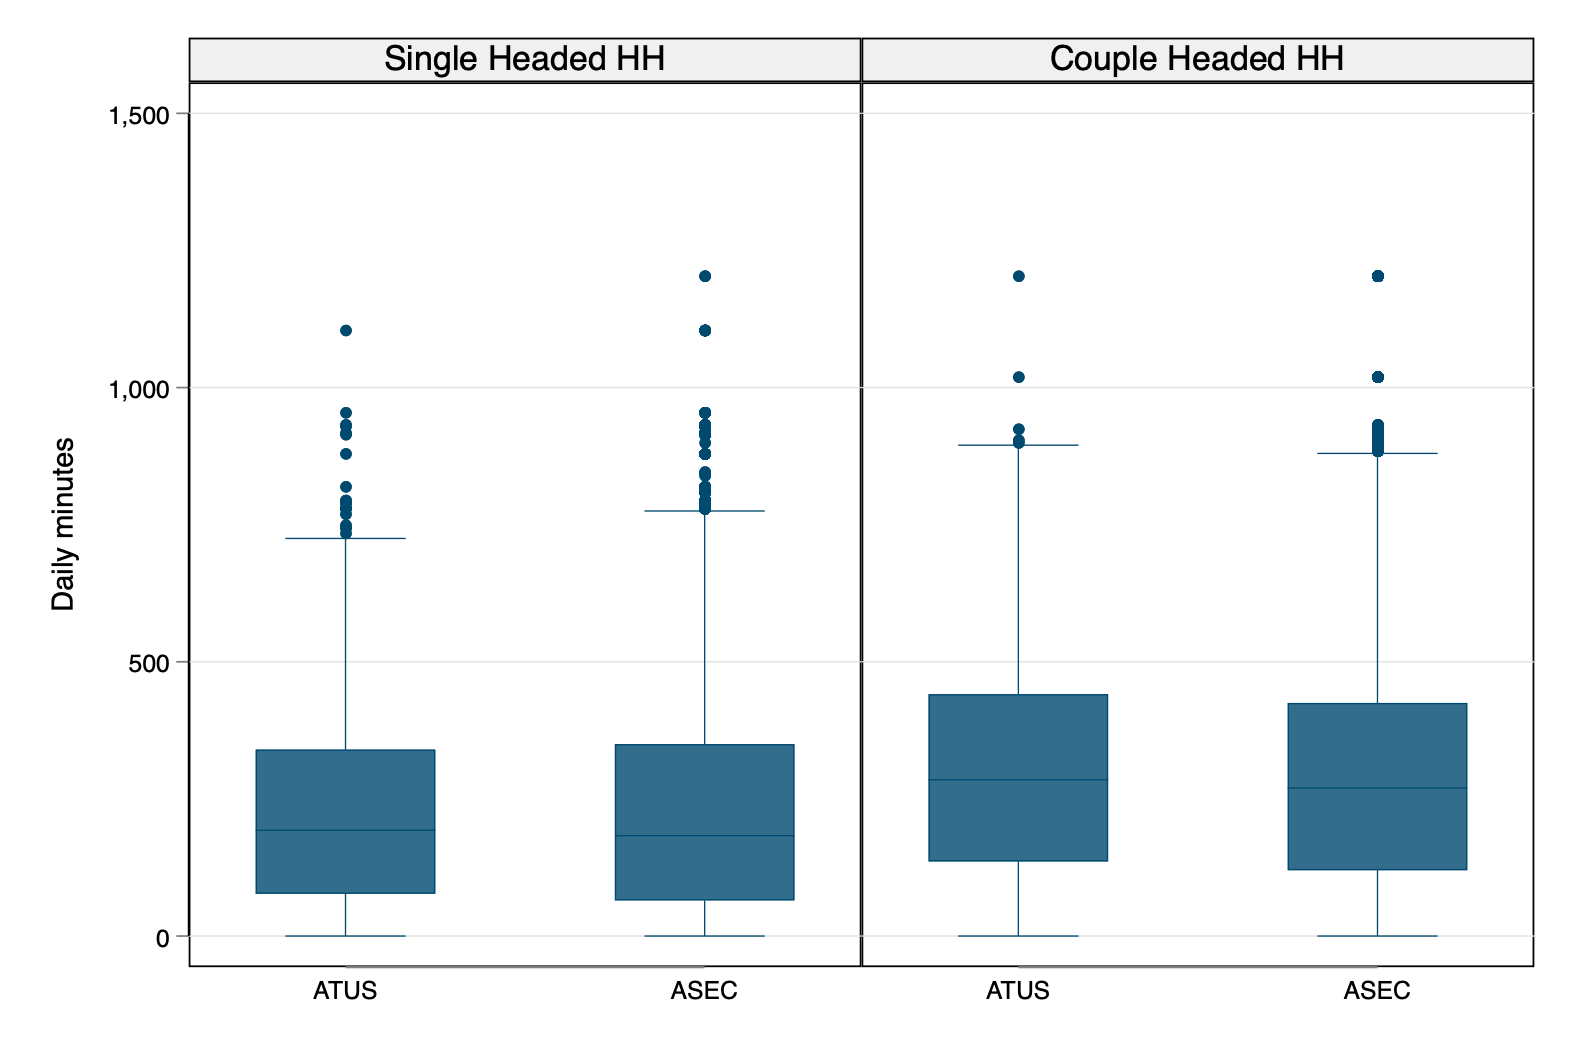 Single Headed HH
Couple Headed HH
1,500
1,000
500
0
Daily minutes
ATUS
ASEC
ATUS
ASEC